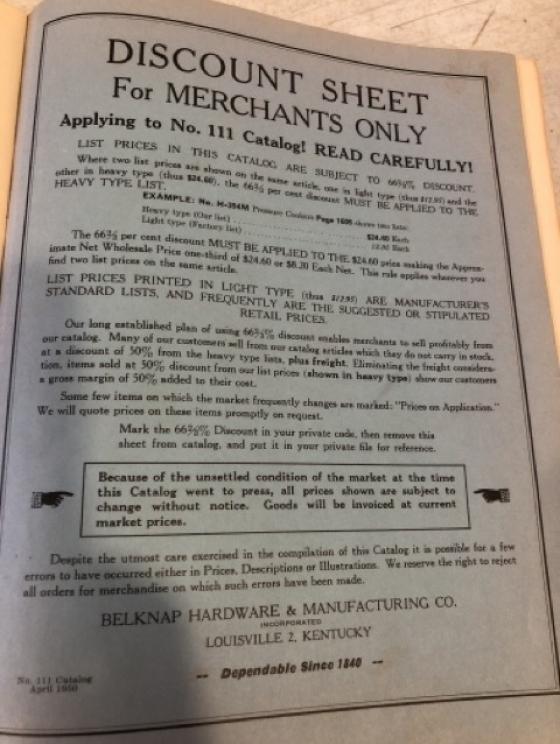 DISCOUNT SHEET
For MERCHANTS ONLY
Applying to No. 111 Catalog! READ CAREFULLY!
LIST PRICES IN THIS CATALOG ARE SUBJECT TO 66⅔% DISCOUNT.
Where two list prices are shown on the same article, one in light type (thus $12.95) and the
other in heavy type (thus $24.60), the 66⅔ per cent discount MUST BE APPLIED TO THE
HEAVY TYPE LIST.
EXAMPLE: No. H-394M Pressure Cookers Page 1605 shows two lists:
Heavy type (Our list) ........ $24.60 Each
Light type (Factory list) ........ 12.95 Each
The 66⅔ per cent discount MUST BE APPLIED TO THE $24.60 price making the Approx-
imate Net Wholesale Price one-third of $24.60 or $8.20 Each Net. This rule applies wherever you
find two list prices on the same article.
LIST PRICES PRINTED IN LIGHT TYPE (thus $12.95) ARE MANUFACTURER'S
STANDARD LISTS, AND FREQUENTLY ARE THE SUGGESTED OR STIPULATED
RETAIL PRICES.
Our long established plan of using 66⅔% discount enables merchants to sell profitably from
our catalog. Many of our customers sell from our catalog articles which they do not carry in stock,
at a discount of 50% from the heavy type lists, plus freight. Eliminating the freight considera-
tion, items sold at 50% discount from our list prices (shown in heavy type) show our customers
a gross margin of 50% added to their cost.
Some few items on which the market frequently changes are marked: "Prices on Application."
We will quote prices on these items promptly on request.
Mark the 66⅔% Discount in your private code, then remove this
sheet from catalog, and put it in your private file for reference.
Because of the unsettled condition of the market at the time
this Catalog went to press, all prices shown are subject to
change without notice. Goods will be invoiced at current
market prices.
Despite the utmost care exercised in the compilation of this Catalog it is possible for a few
errors to have occurred either in Prices, Descriptions or Illustrations. We reserve the right to reject
all orders for merchandise on which such errors have been made.
BELKNAP HARDWARE & MANUFACTURING CO.
INCORPORATED
LOUISVILLE 2, KENTUCKY
-- Dependable Since 1840 --
No. 111 Catalog
April 1950